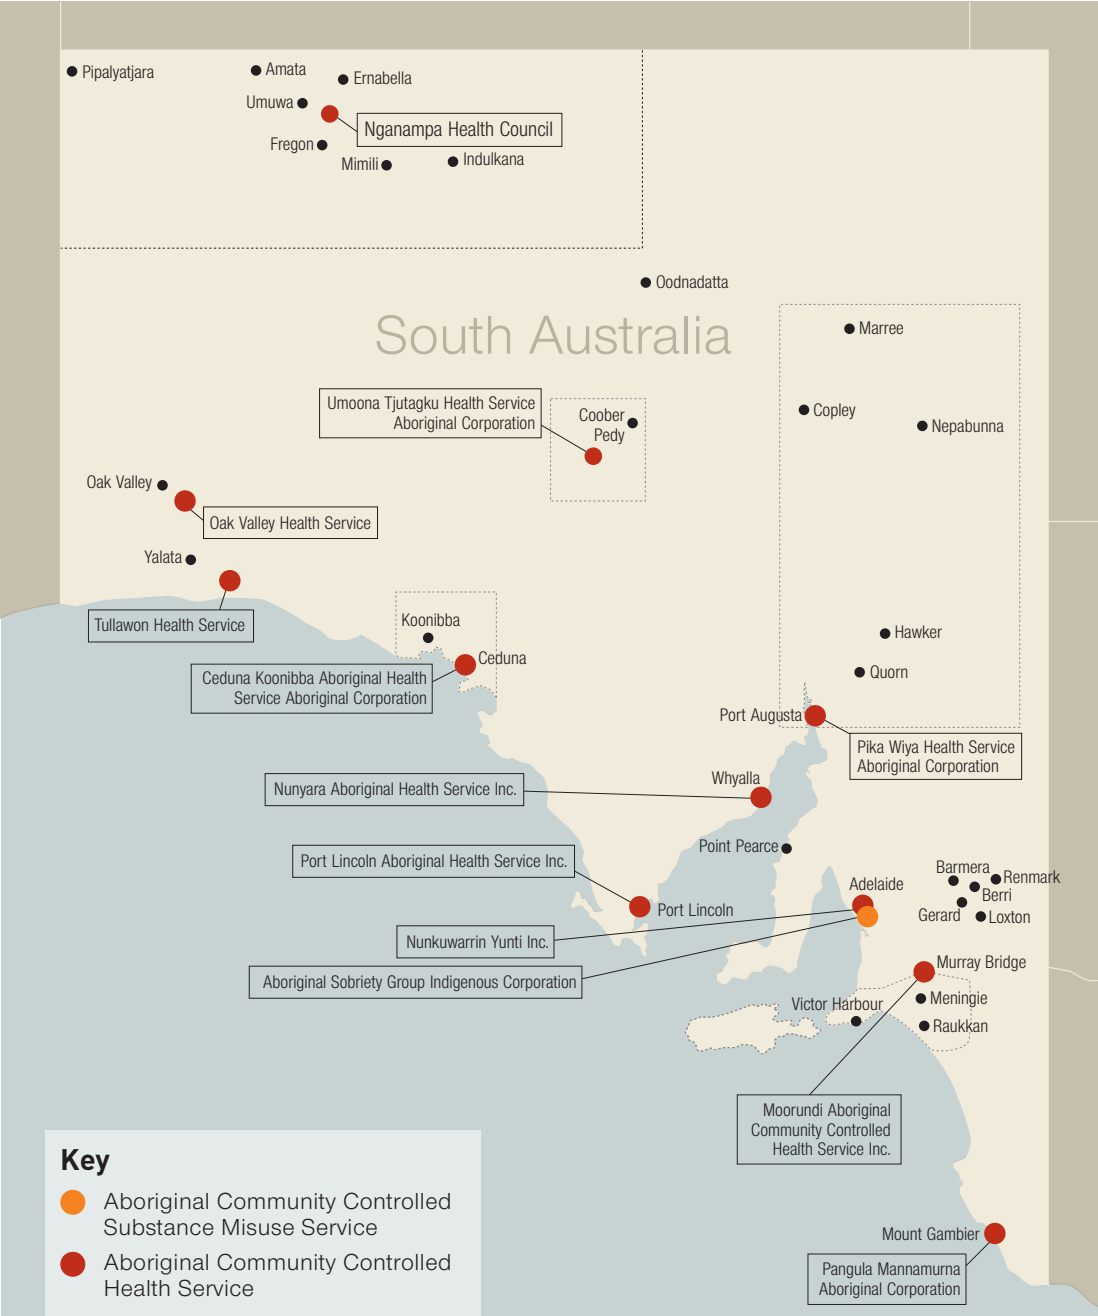 Pipalyatjara
Amata
Ernabella
Umuwa
Nganampa Health Council
Fregon
Mimili
Indulkana
Oodnadatta
South Australia
Marree
Umoona Tjutagku Health Service
Aboriginal Corporation
Coober
Pedy
Copley
Nepabunna
Oak Valley
Oak Valley Health Service
Yalata
Tullawon Health Service
Koonibba
Ceduna
Ceduna Koonibba Aboriginal Health
Service Aboriginal Corporation
Hawker
Quorn
Port Augusta
Pika Wiya Health Service
Aboriginal Corporation
Whyalla
Nunyara Aboriginal Health Service Inc.
Point Pearce
Port Lincoln Aboriginal Health Service Inc.
Port Lincoln
Adelaide
Barmera
Renmark
Berri
Gerard
Loxton
Nunkuwarrin Yunti Inc.
Aboriginal Sobriety Group Indigenous Corporation
Murray Bridge
Meningie
Victor Harbour
Raukkan
Moorundi Aboriginal
Community Controlled
Health Service Inc.
Mount Gambier
Pangula Mannamurna
Aboriginal Corporation
Key
Aboriginal Community Controlled
Substance Misuse Service
Aboriginal Community Controlled
Health Service